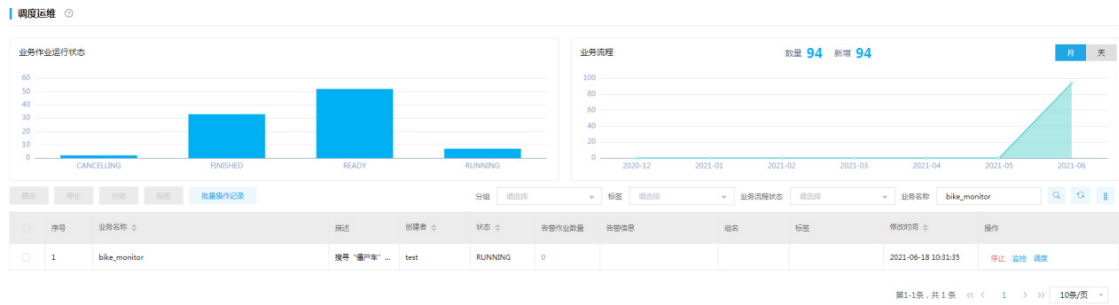 调度运维
业务作业运行状态
60
50
40
30
20
10
0
CANCELLING FINISHED READY RUNNING
业务流程 数量 94 新增 94 月 天
100
80
60
40
20
0
2020-12 2021-01 2021-02 2021-03 2021-04 2021-05 2021-06
提交 停止 分组 标签 批量操作记录 分组 请选择 标签 请选择 业务流程状态 请选择 业务名称 bike_monitor
序号 业务名称 描述 创建者 状态 告警作业数量 告警信息 组名 标签 修改时间 操作
1 bike_monitor 搜寻“僵尸车”... test RUNNING 0 2021-06-18 10:31:35 停止 监控 调度
第1-1条，共1条 1 10条/页